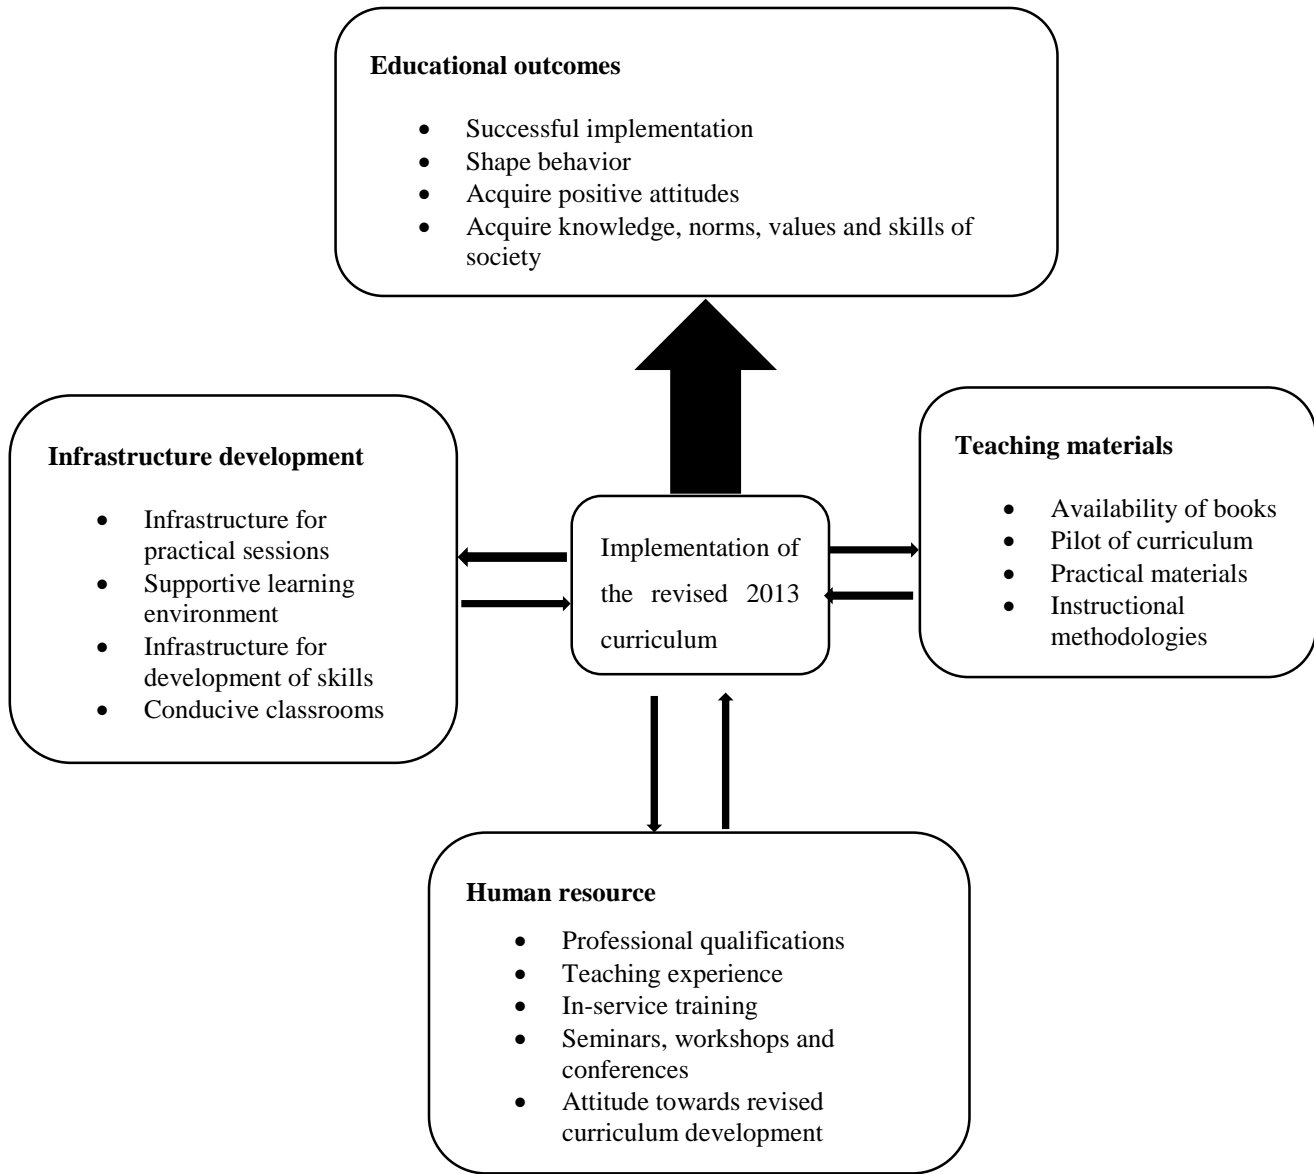 Educational outcomes
• Successful implementation
• Shape behavior
• Acquire positive attitudes
• Acquire knowledge, norms, values and skills of
society
Infrastructure development
• Infrastructure for
practical sessions
• Supportive learning
environment
• Infrastructure for
development of skills
• Conducive classrooms
Implementation of
the revised 2013
curriculum
Teaching materials
• Availability of books
• Pilot of curriculum
• Practical materials
• Instructional
methodologies
Human resource
• Professional qualifications
• Teaching experience
• In-service training
• Seminars, workshops and
conferences
• Attitude towards revised
curriculum development